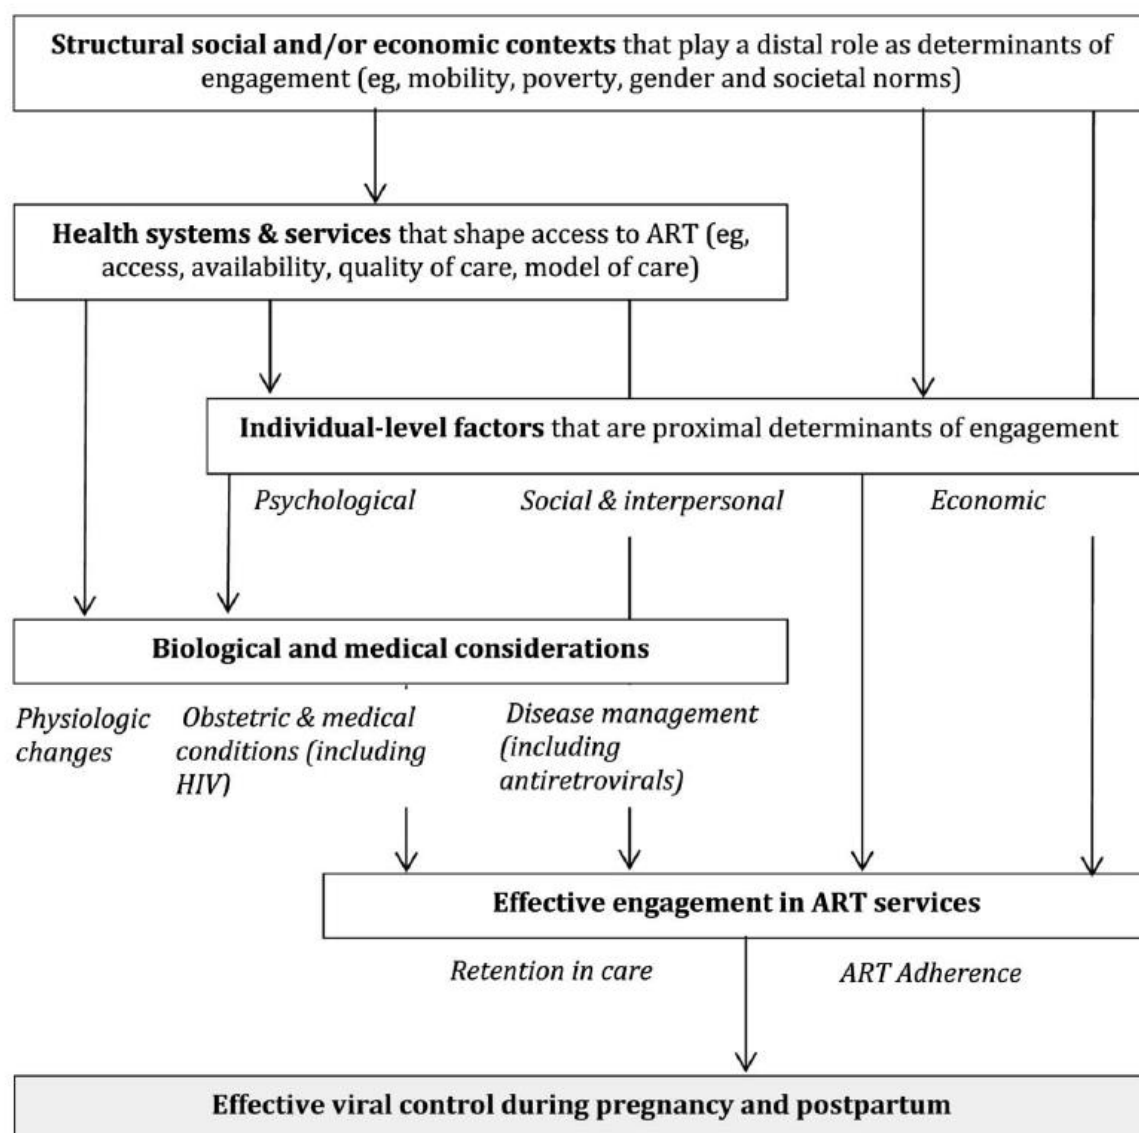 Structural social and/or economic contexts that play a distal role as determinants of
engagement (eg, mobility, poverty, gender and societal norms)
Health systems & services that shape access to ART (eg,
access, availability, quality of care, model of care)
Individual-level factors that are proximal determinants of engagement
Psychological
Social & interpersonal
Economic
Biological and medical considerations
Physiologic
changes
Obstetric & medical
conditions (including
HIV)
Disease management
(including
antiretrovirals)
Effective engagement in ART services
Retention in care
ART Adherence
Effective viral control during pregnancy and postpartum